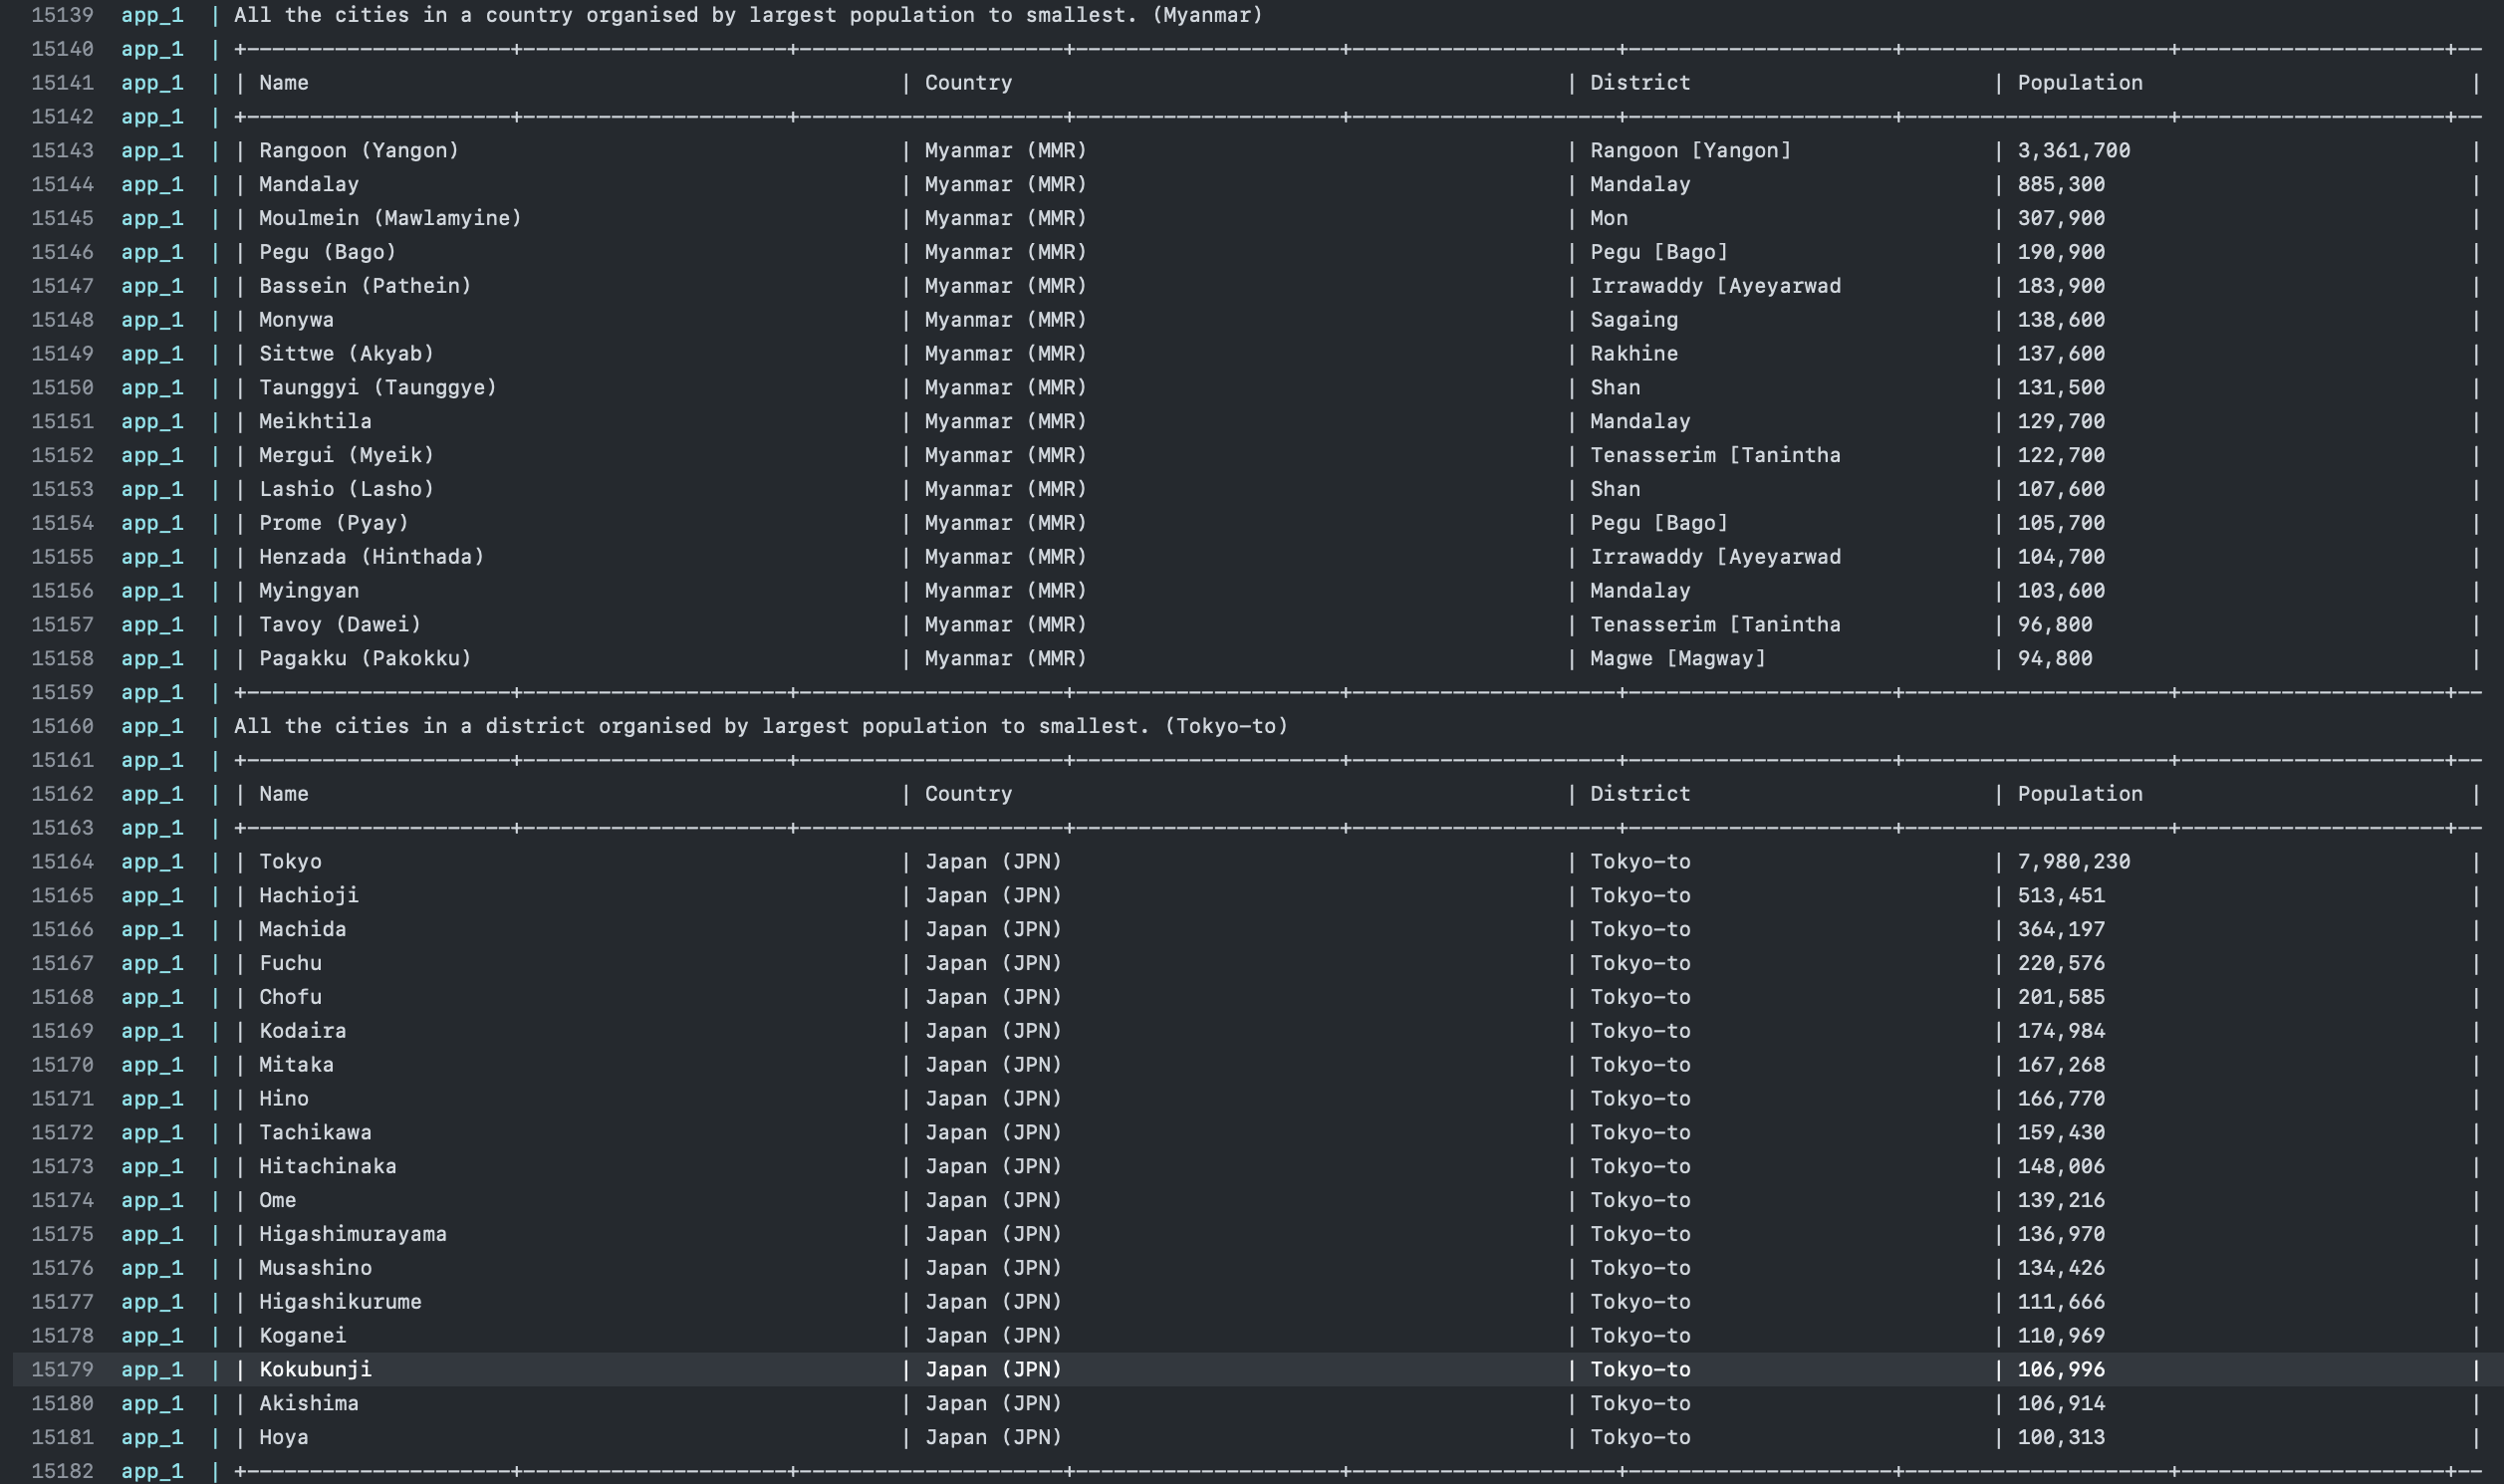 15139 app_1 | All the cities in a country organised by largest population to smallest. (Myanmar)
15140 app_1 | +---------------------+---------------------+---------------------+---------------------+---------------------+---------------------+---------------------+---------------------+--
15141 app_1 | | Name | Country | District | Population |
15142 app_1 | +---------------------+---------------------+---------------------+---------------------+---------------------+---------------------+---------------------+---------------------+--
15143 app_1 | | Rangoon (Yangon) | Myanmar (MMR) | Rangoon [Yangon] | 3,361,700 |
15144 app_1 | | Mandalay | Myanmar (MMR) | Mandalay | 885,300 |
15145 app_1 | | Moulmein (Mawlamyine) | Myanmar (MMR) | Mon | 307,900 |
15146 app_1 | | Pegu (Bago) | Myanmar (MMR) | Pegu [Bago] | 190,900 |
15147 app_1 | | Bassein (Pathein) | Myanmar (MMR) | Irrawaddy [Ayeyarwad | 183,900 |
15148 app_1 | | Monywa | Myanmar (MMR) | Sagaing | 138,600 |
15149 app_1 | | Sittwe (Akyab) | Myanmar (MMR) | Rakhine | 137,600 |
15150 app_1 | | Taunggyi (Taunggye) | Myanmar (MMR) | Shan | 131,500 |
15151 app_1 | | Meikhtila | Myanmar (MMR) | Mandalay | 129,700 |
15152 app_1 | | Mergui (Myeik) | Myanmar (MMR) | Tenasserim [Tanintha | 122,700 |
15153 app_1 | | Lashio (Lasho) | Myanmar (MMR) | Shan | 107,600 |
15154 app_1 | | Prome (Pyay) | Myanmar (MMR) | Pegu [Bago] | 105,700 |
15155 app_1 | | Henzada (Hinthada) | Myanmar (MMR) | Irrawaddy [Ayeyarwad | 104,700 |
15156 app_1 | | Myingyan | Myanmar (MMR) | Mandalay | 103,600 |
15157 app_1 | | Tavoy (Dawei) | Myanmar (MMR) | Tenasserim [Tanintha | 96,800 |
15158 app_1 | | Pagakku (Pakokku) | Myanmar (MMR) | Magwe [Magway] | 94,800 |
15159 app_1 | +---------------------+---------------------+---------------------+---------------------+---------------------+---------------------+---------------------+---------------------+--
15160 app_1 | All the cities in a district organised by largest population to smallest. (Tokyo-to)
15161 app_1 | +---------------------+---------------------+---------------------+---------------------+---------------------+---------------------+---------------------+---------------------+--
15162 app_1 | | Name | Country | District | Population |
15163 app_1 | +---------------------+---------------------+---------------------+---------------------+---------------------+---------------------+---------------------+---------------------+--
15164 app_1 | | Tokyo | Japan (JPN) | Tokyo-to | 7,980,230 |
15165 app_1 | | Hachioji | Japan (JPN) | Tokyo-to | 513,451 |
15166 app_1 | | Machida | Japan (JPN) | Tokyo-to | 364,197 |
15167 app_1 | | Fuchu | Japan (JPN) | Tokyo-to | 220,576 |
15168 app_1 | | Chofu | Japan (JPN) | Tokyo-to | 201,585 |
15169 app_1 | | Kodaira | Japan (JPN) | Tokyo-to | 174,984 |
15170 app_1 | | Mitaka | Japan (JPN) | Tokyo-to | 167,268 |
15171 app_1 | | Hino | Japan (JPN) | Tokyo-to | 166,770 |
15172 app_1 | | Tachikawa | Japan (JPN) | Tokyo-to | 159,430 |
15173 app_1 | | Hitachinaka | Japan (JPN) | Tokyo-to | 148,006 |
15174 app_1 | | Ome | Japan (JPN) | Tokyo-to | 139,216 |
15175 app_1 | | Higashimurayama | Japan (JPN) | Tokyo-to | 136,970 |
15176 app_1 | | Musashino | Japan (JPN) | Tokyo-to | 134,426 |
15177 app_1 | | Higashikurume | Japan (JPN) | Tokyo-to | 111,666 |
15178 app_1 | | Koganei | Japan (JPN) | Tokyo-to | 110,969 |
15179 app_1 | | Kokubunji | Japan (JPN) | Tokyo-to | 106,996 |
15180 app_1 | | Akishima | Japan (JPN) | Tokyo-to | 106,914 |
15181 app_1 | | Hoya | Japan (JPN) | Tokyo-to | 100,313 |
15182 app_1 | +---------------------+---------------------+---------------------+---------------------+---------------------+---------------------+---------------------+---------------------+--